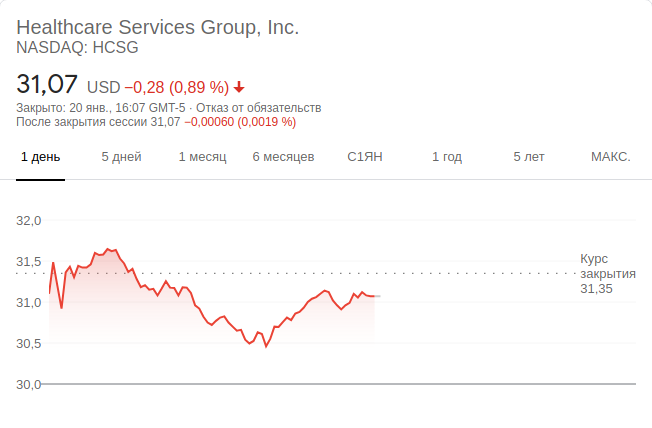 Healthcare Services Group, Inc.
NASDAQ: HCSG
31,07 USD −0,28 (0,89 %)
Закрыто: 20 янв., 16:07 GMT-5 · Отказ от обязательств
После закрытия сессии 31,07 −0,00060 (0,0019 %)
1 день 5 дней 1 месяц 6 месяцев С1ЯН 1 год 5 лет МАКС.
32,0
31,5
31,0
30,5
30,0
Курс
закрытия
31,35